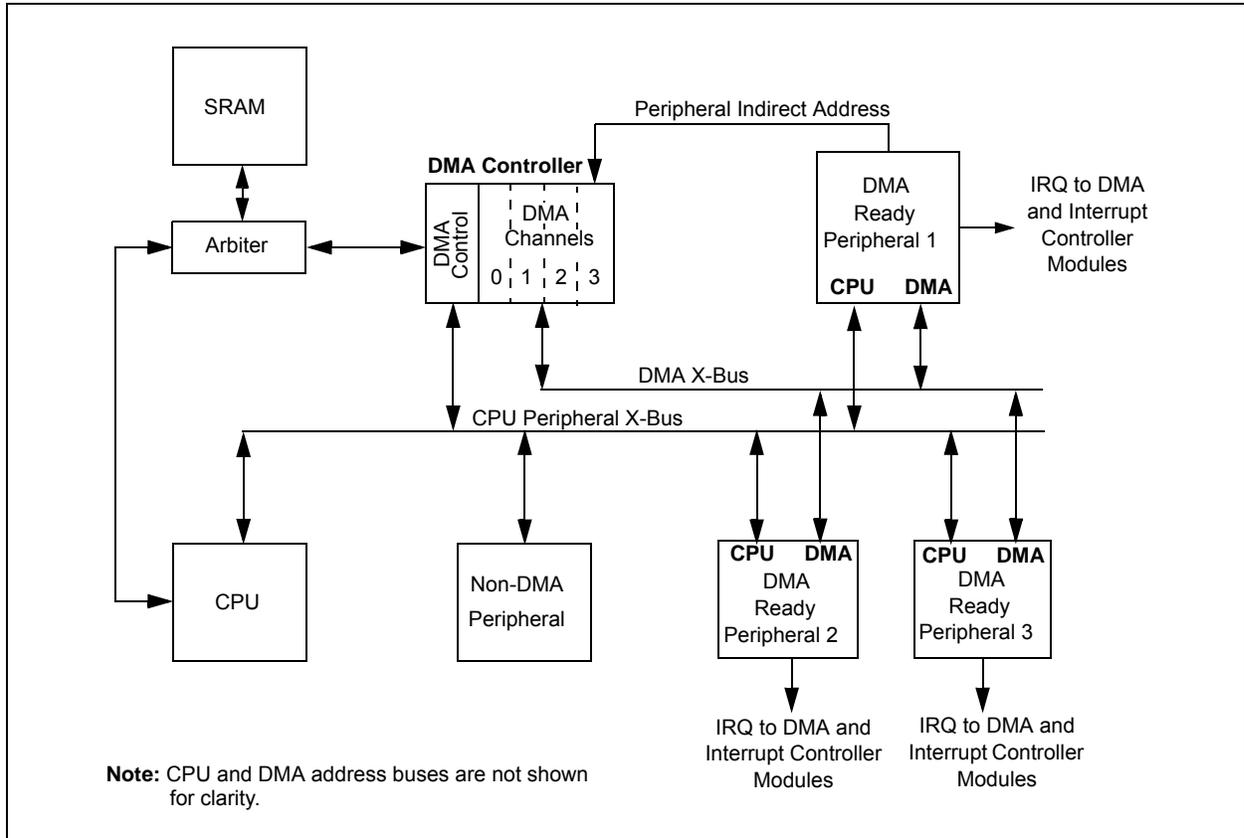 SRAM
Peripheral Indirect Address
DMA Controller
DMA
Control
DMA
Channels
0 1 2 3
Arbiter
DMA
Ready
Peripheral 1
CPU DMA
IRQ to DMA
and Interrupt
Controller
Modules
DMA X-Bus
CPU Peripheral X-Bus
CPU
Non-DMA
Peripheral
CPU DMA
DMA
Ready
Peripheral 2
CPU DMA
DMA
Ready
Peripheral 3
IRQ to DMA and
Interrupt Controller
Modules
IRQ to DMA and
Interrupt Controller
Modules
Note: CPU and DMA address buses are not shown
for clarity.